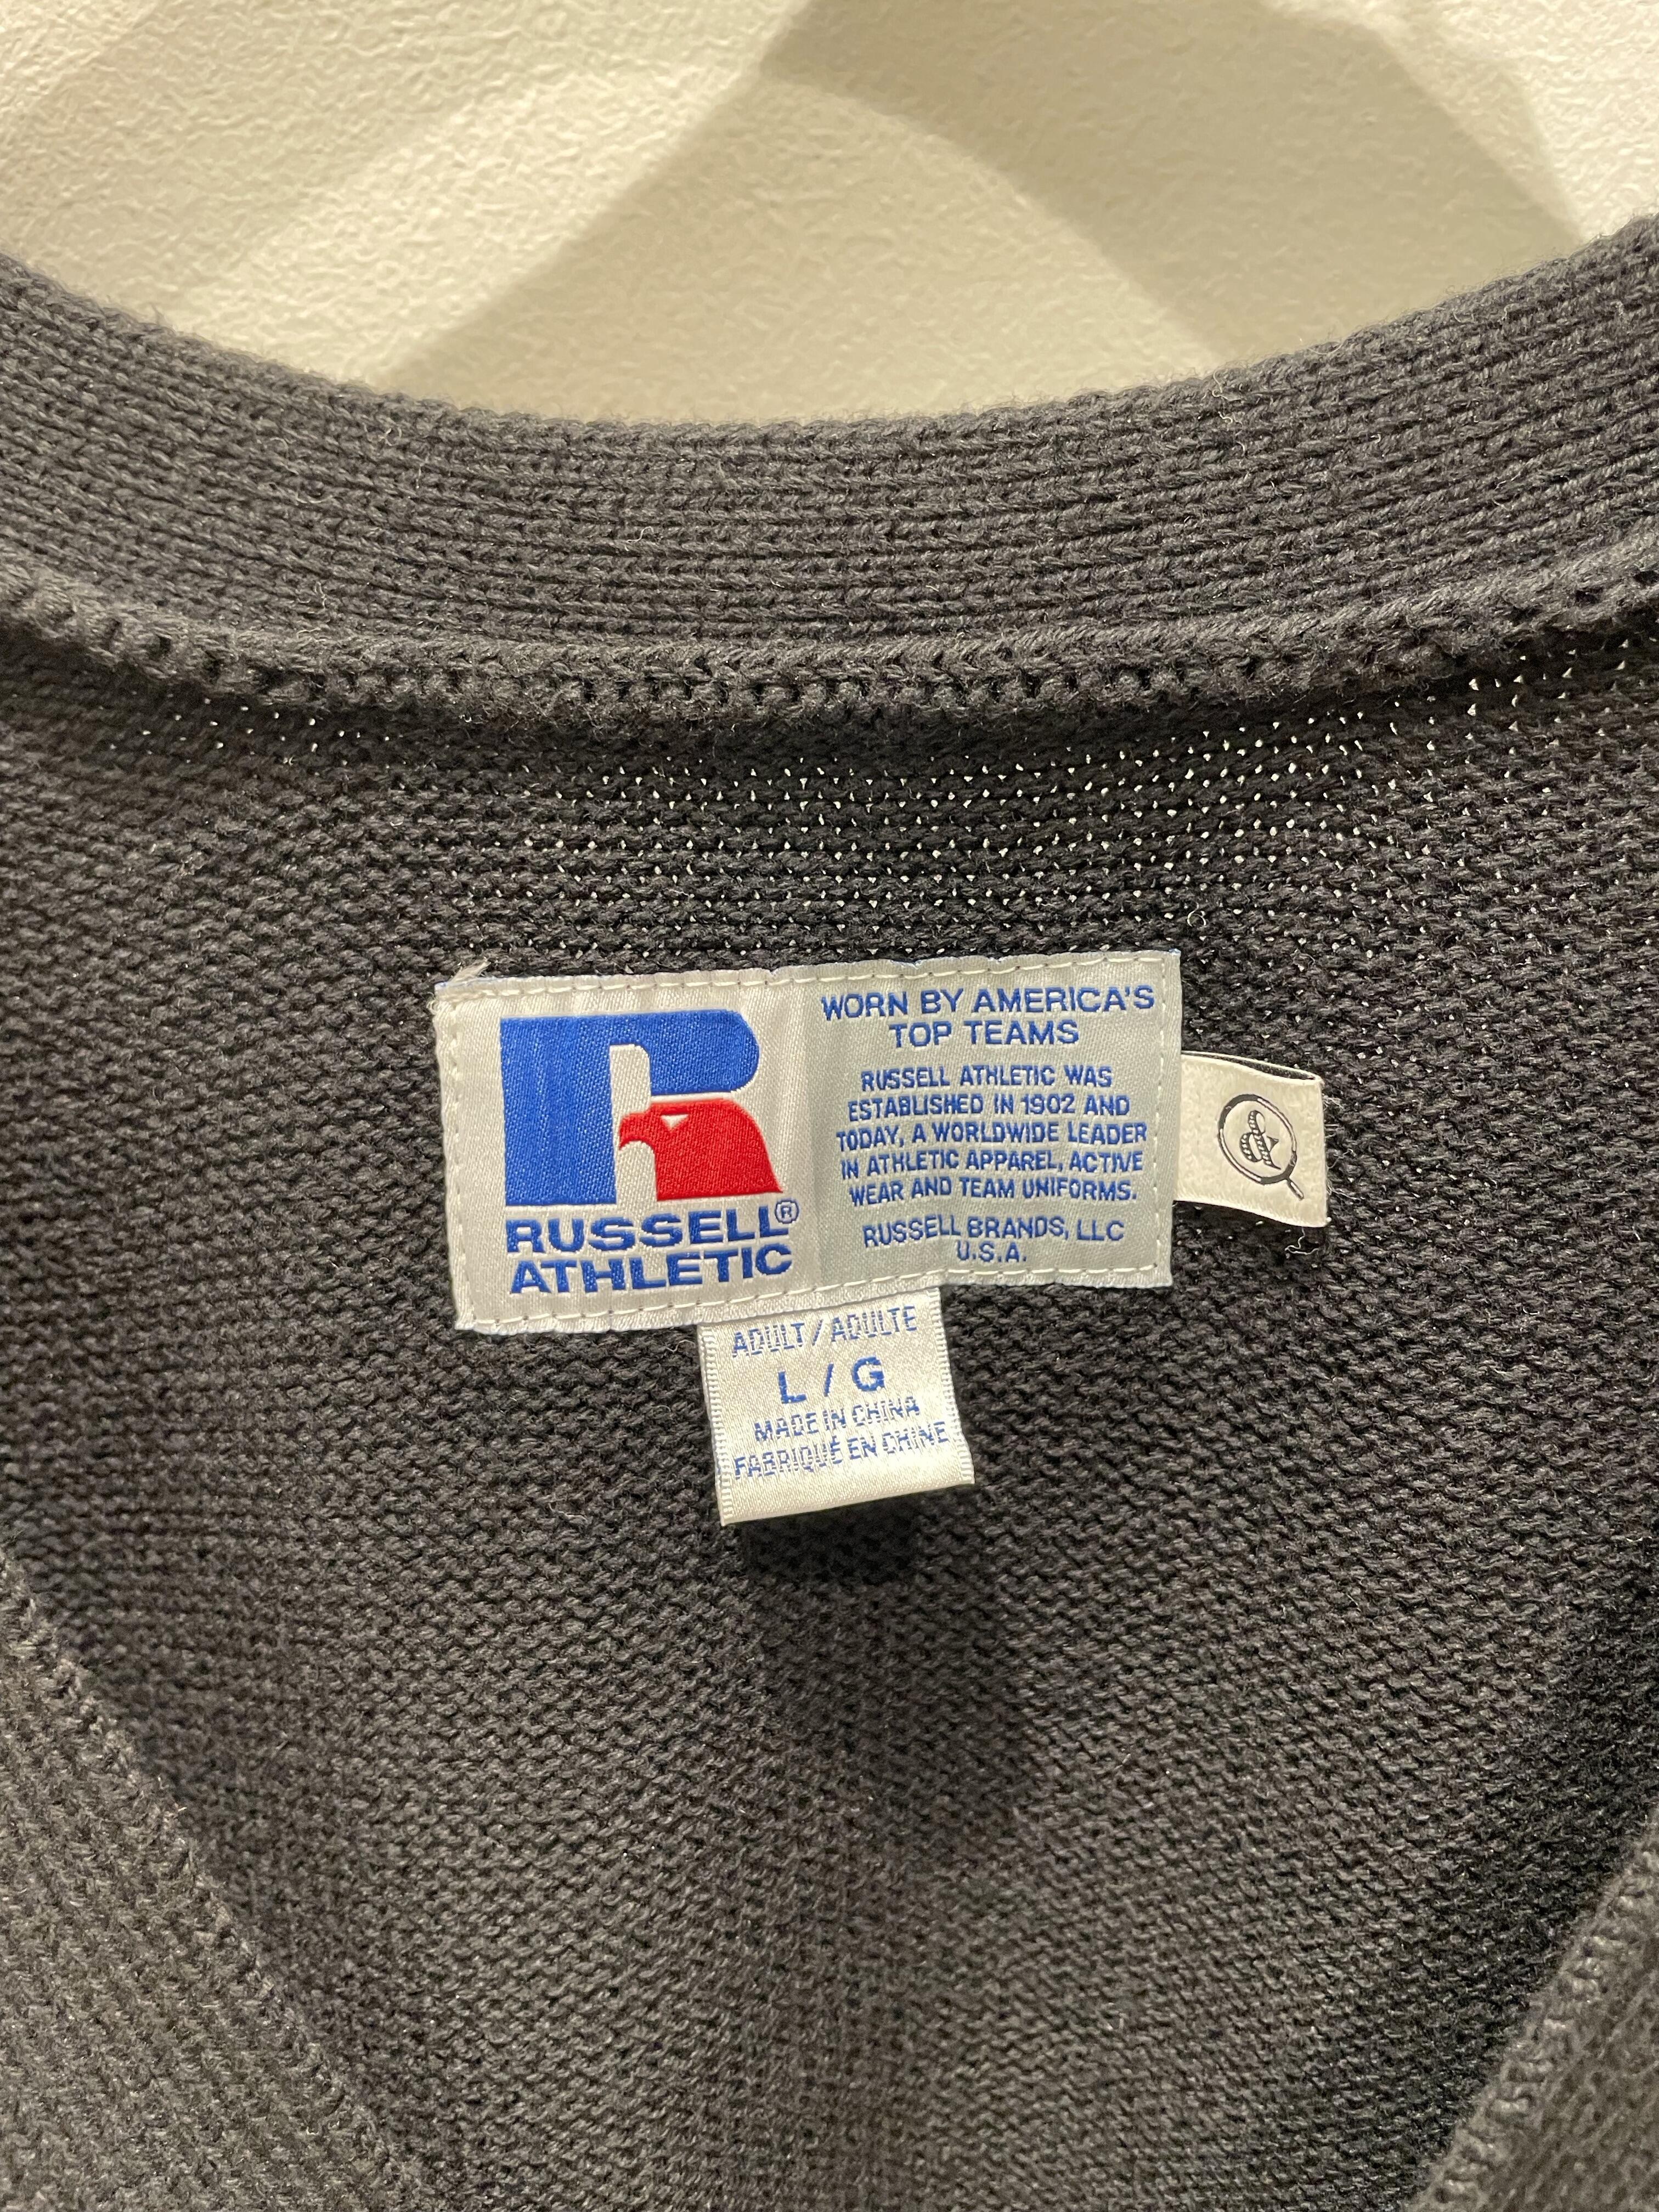 RUSSELL®
ATHLETIC
WORN BY AMERICA'S
TOP TEAMS
RUSSELL ATHLETIC WAS
ESTABLISHED IN 1902 AND
TODAY, A WORLDWIDE LEADER
IN ATHLETIC APPAREL, ACTIVE
WEAR AND TEAM UNIFORMS.
RUSSELL BRANDS, LLC
U.S.A.
ADULT / ADULTE
L / G
MADE IN CHINA
FABRIQUÉ EN CHINE